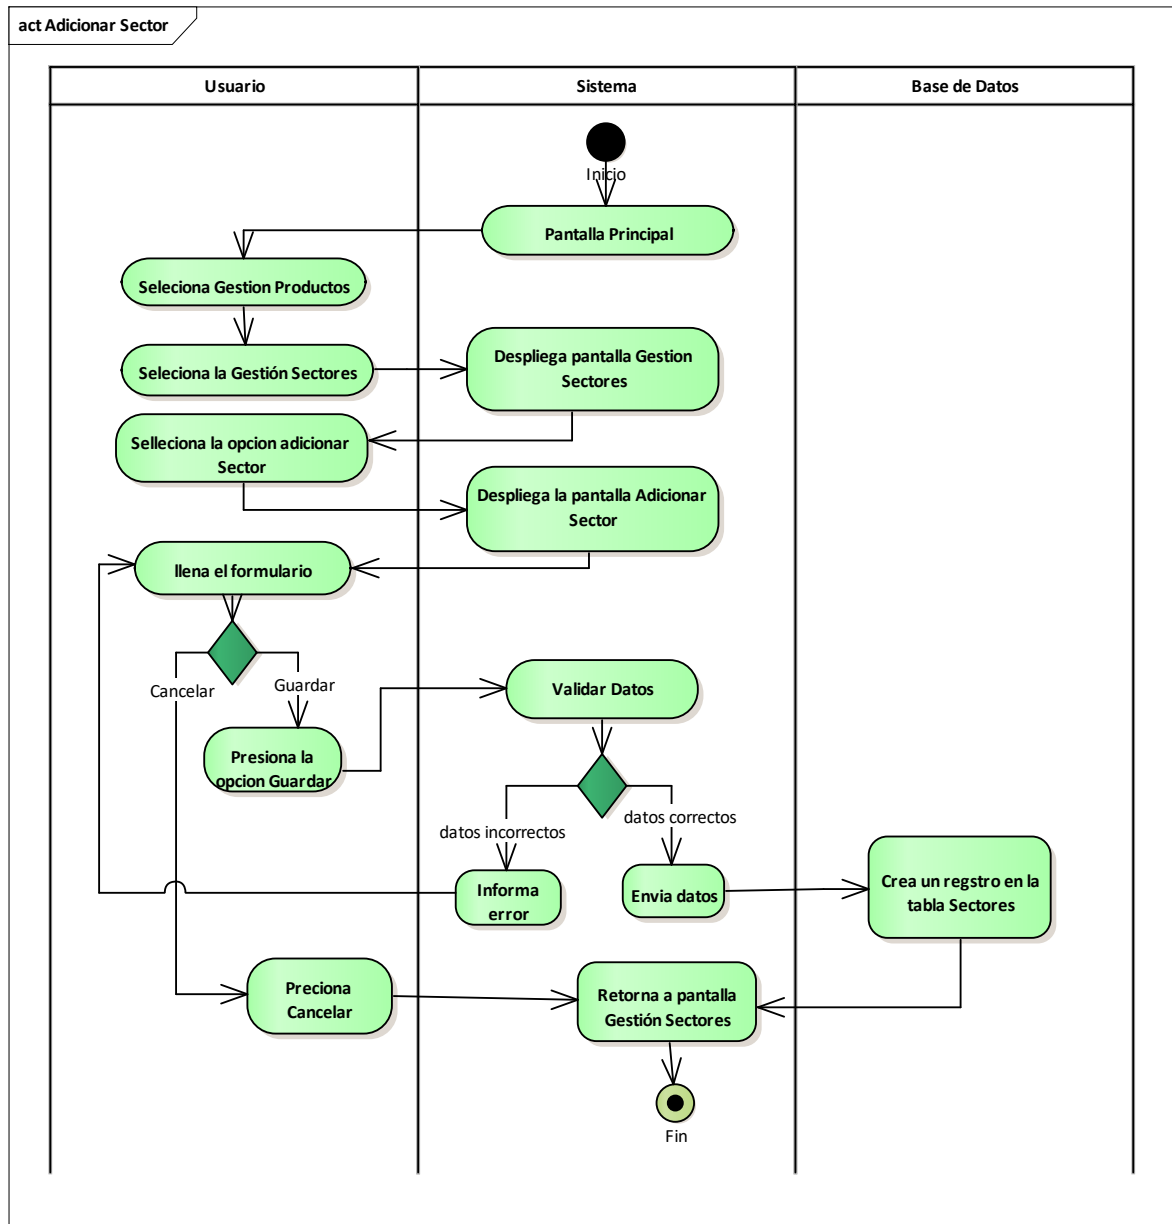 act Adicionar Sector
Usuario
Sistema
Base de Datos
Inicio
Pantalla Principal
Seleciona Gestion Productos
Seleciona la Gestión Sectores
Despliega pantalla Gestion
Sectores
Selleciona la opcion adicionar
Sector
Despliega la pantalla Adicionar
Sector
llena el formulario
Cancelar
Guardar
Validar Datos
Presiona la
opcion Guardar
datos incorrectos
datos correctos
Informa
error
Envia datos
Crea un regstro en la
tabla Sectores
Preciona
Cancelar
Retorna a pantalla
Gestión Sectores
Fin